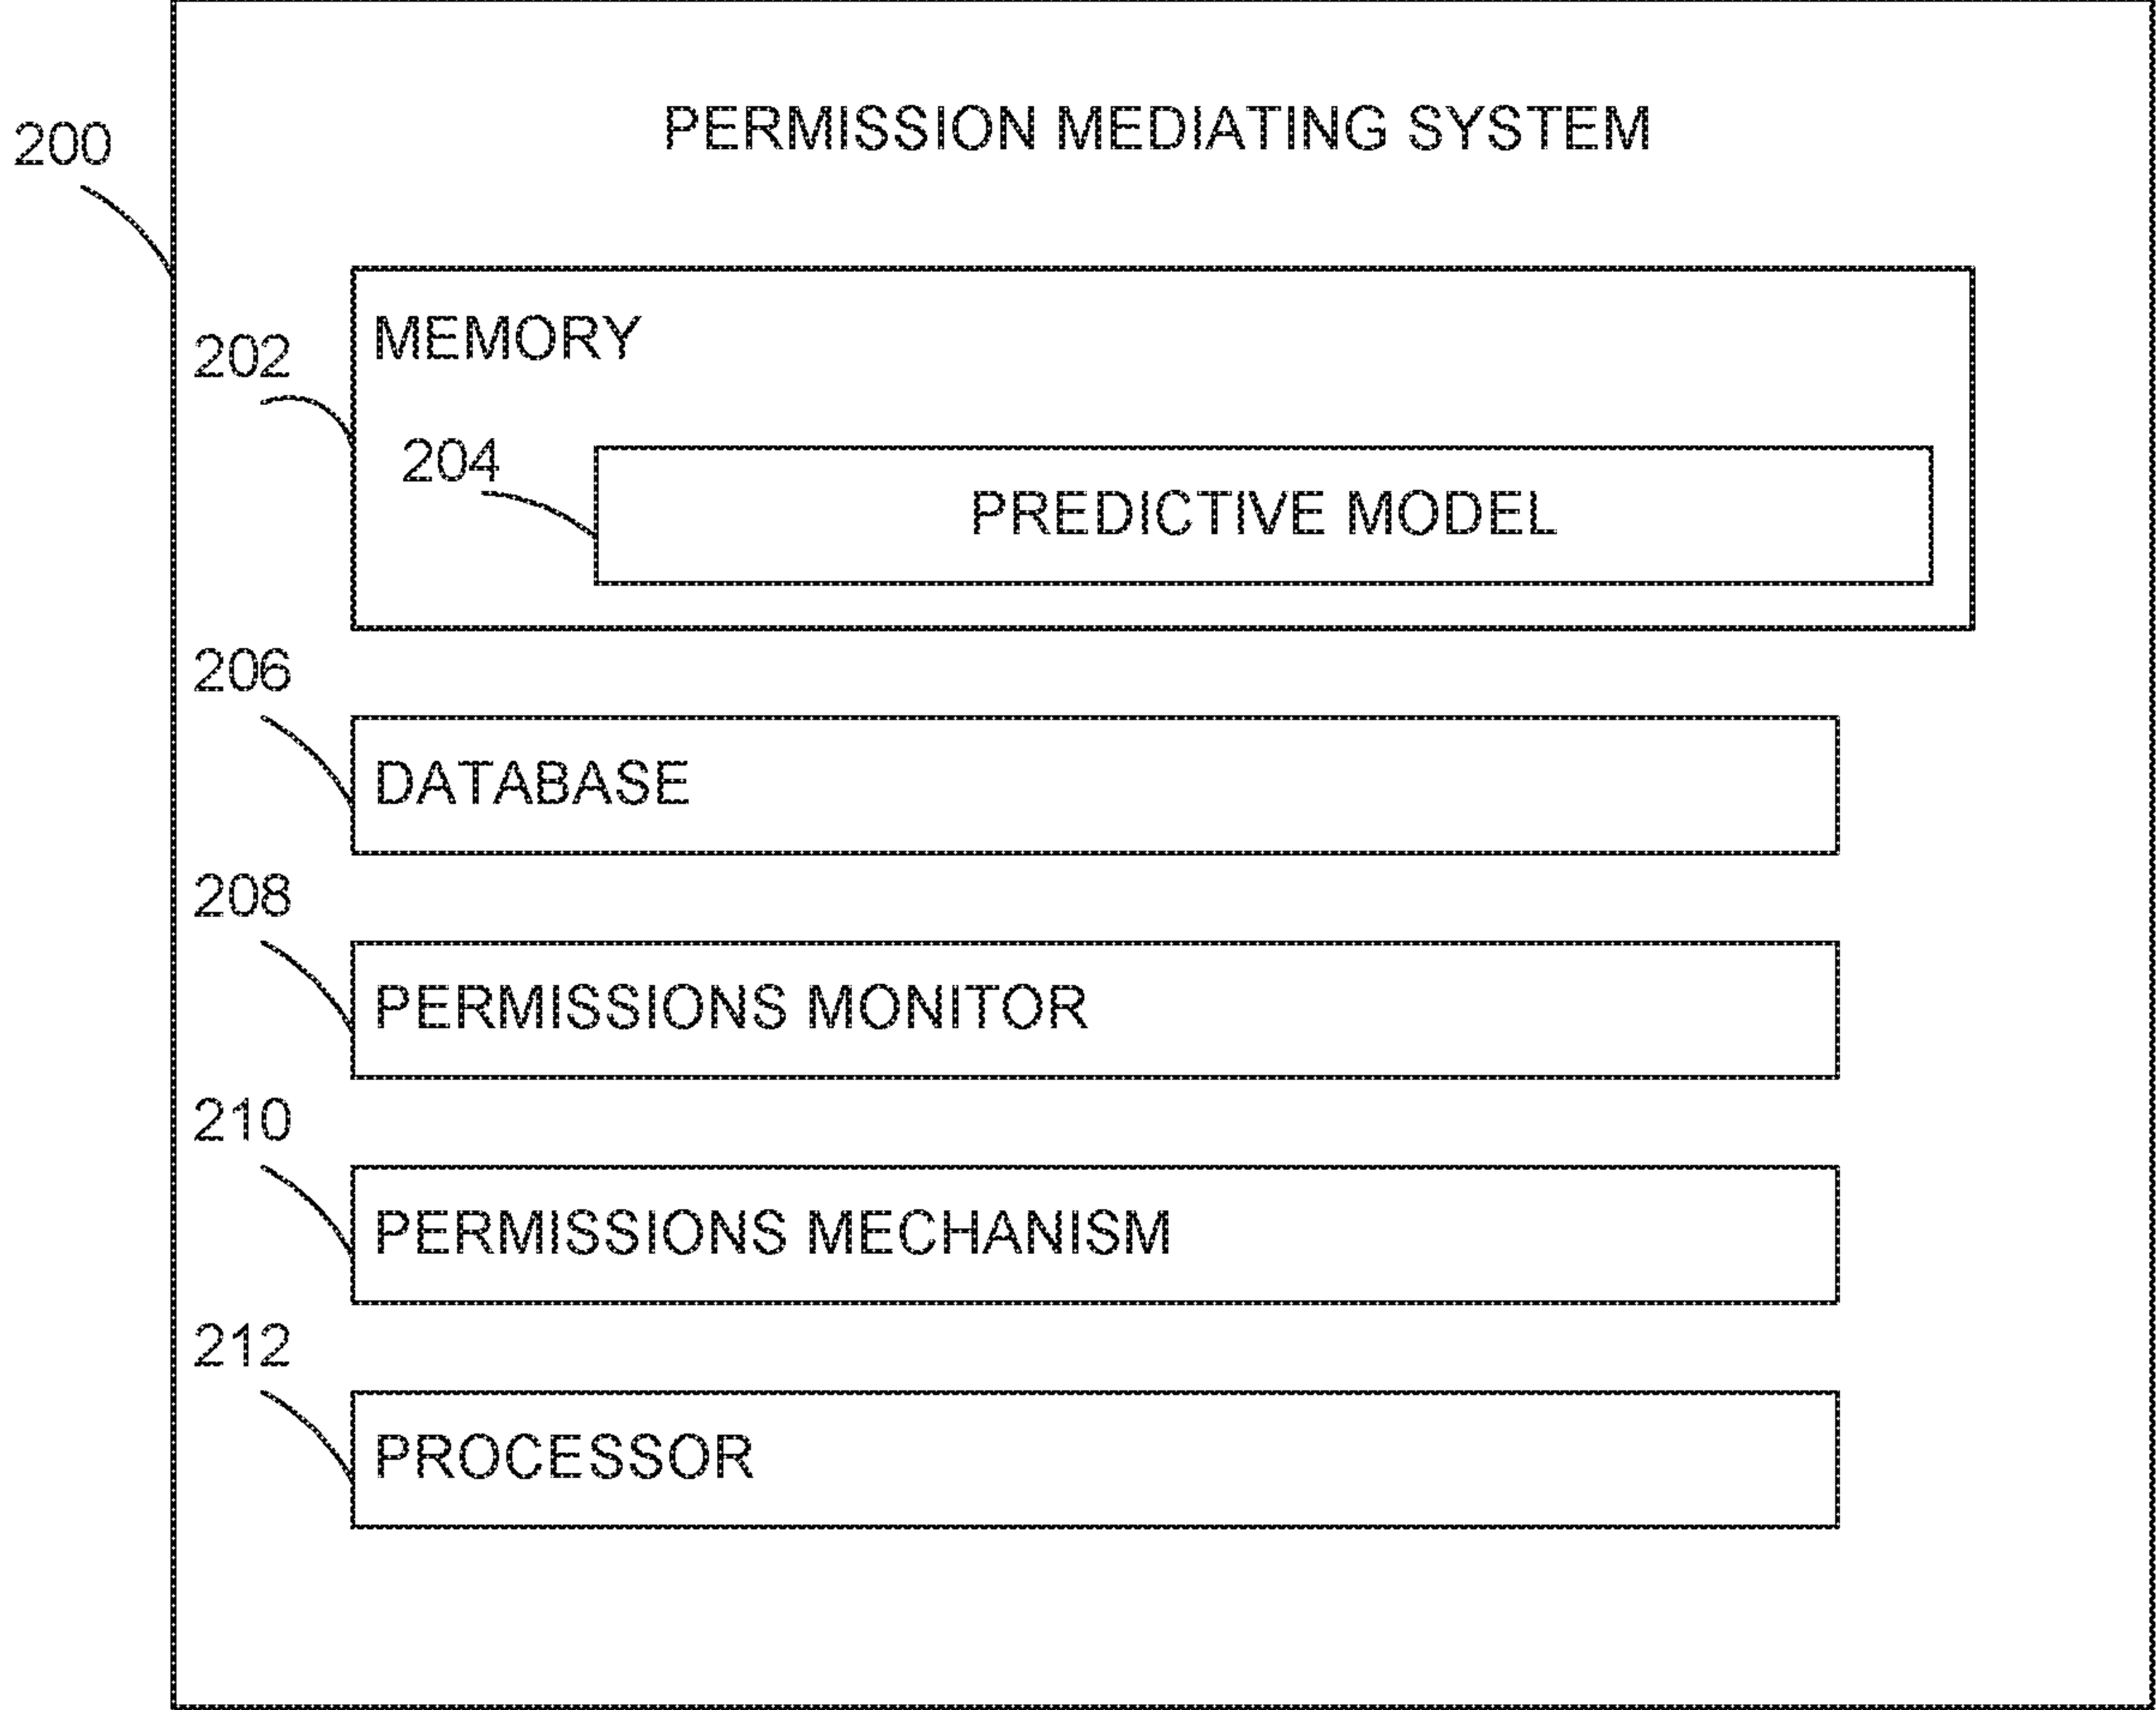 PERMISSION MEDIATING SYSTEM
200
MEMORY
202
204
PREDICTIVE MODEL
206
DATABASE
208
PERMISSIONS MONITOR
210
PERMISSIONS MECHANISM
212
PROCESSOR